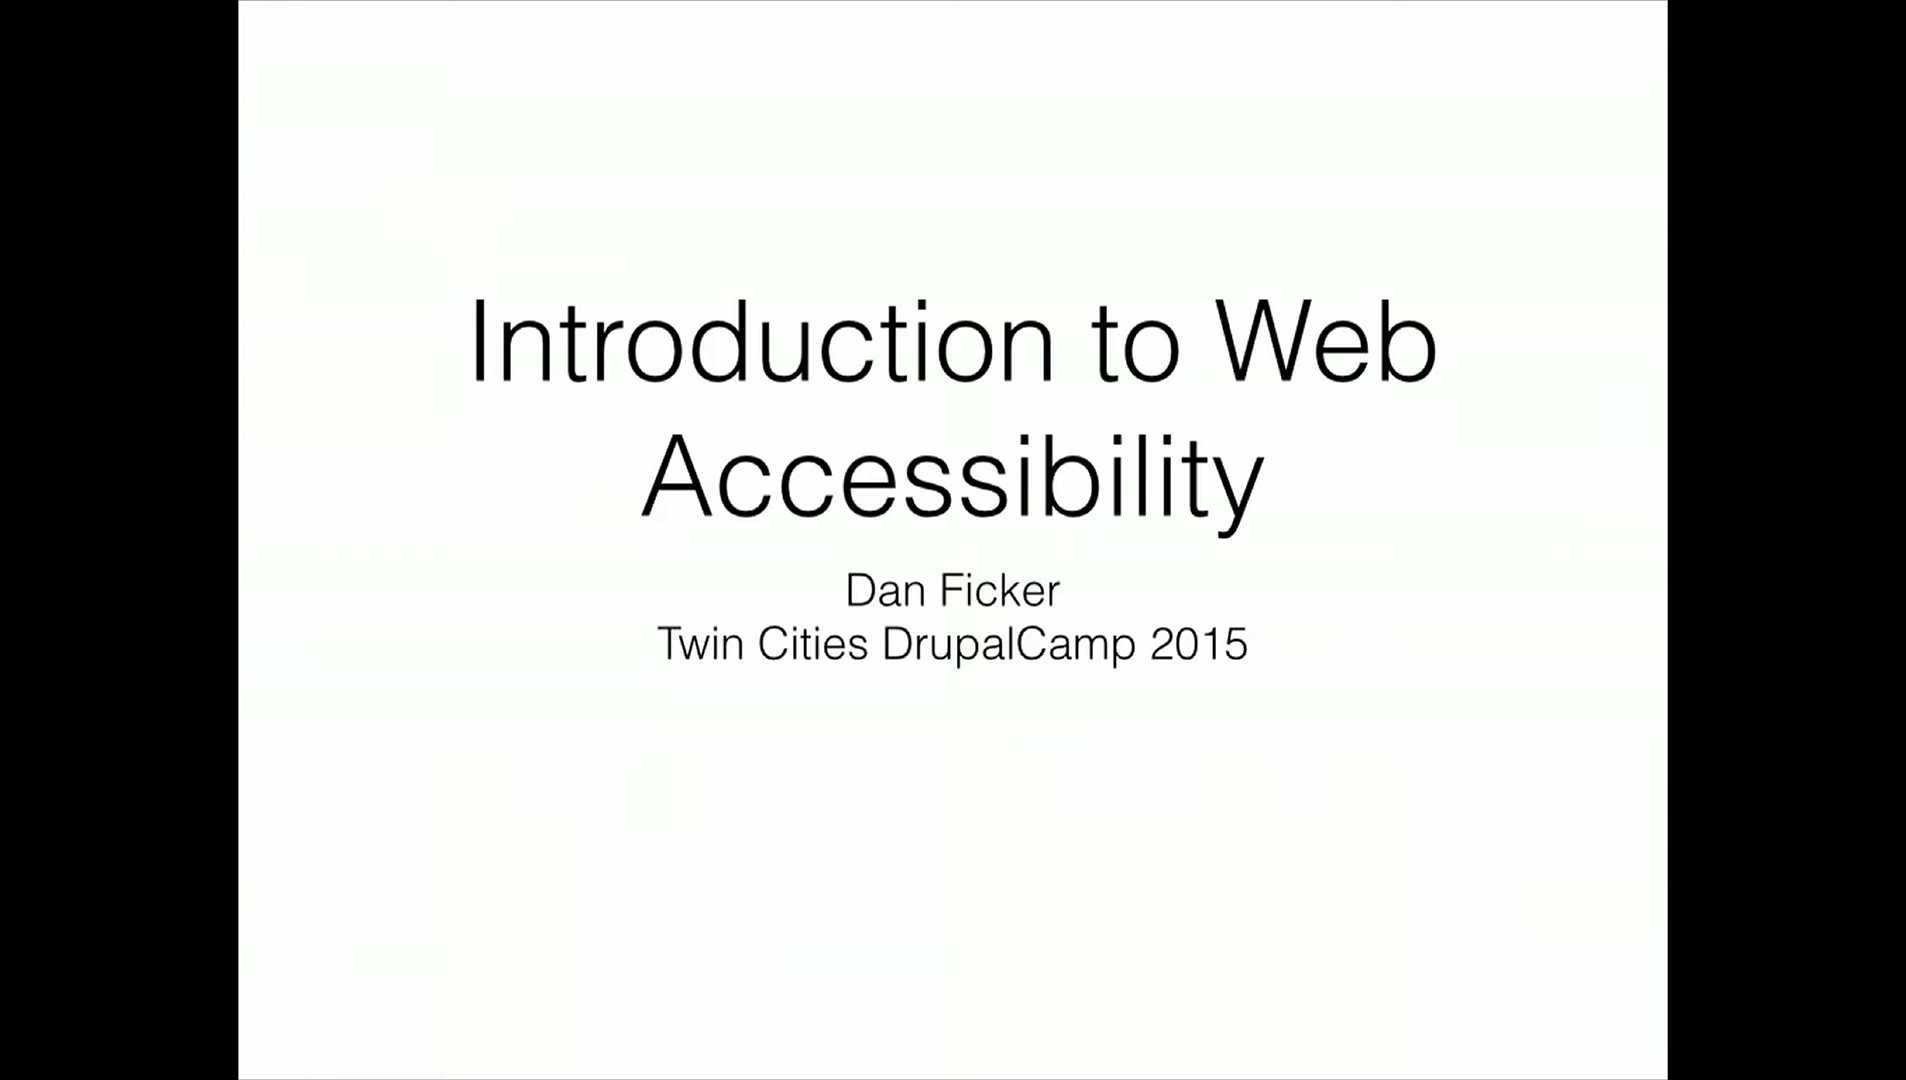 Introduction to Web
Accessibility
Dan Ficker
Twin Cities DrupalCamp 2015